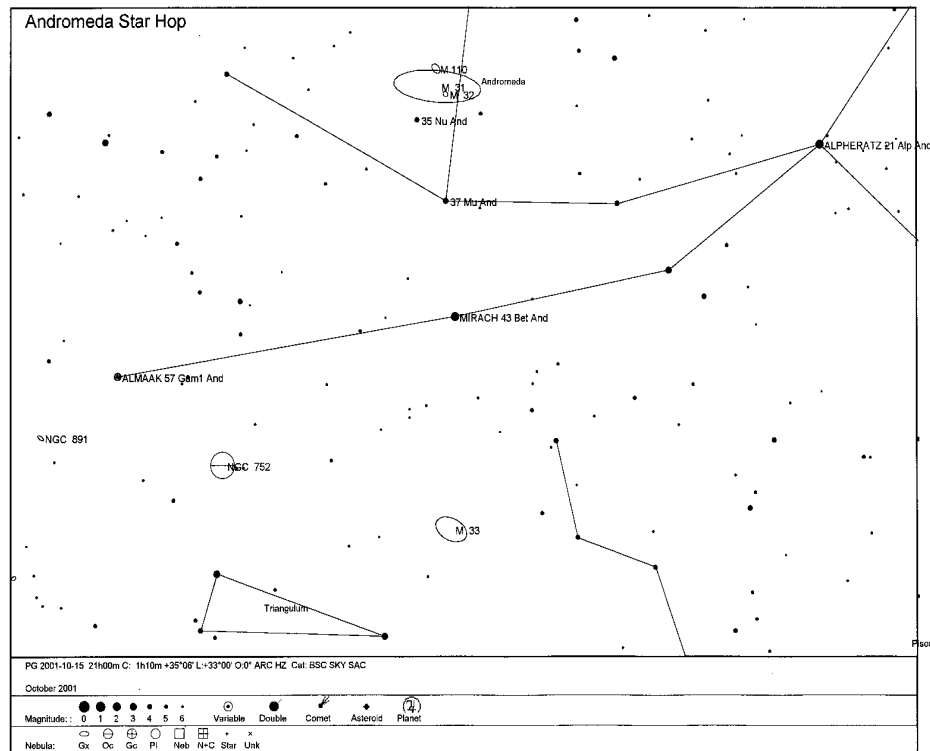 Andromeda Star Hop
M 110
Andromeda
M 31
M 32
35 Nu And
ALPHERATZ 21 Alp And
37 Mu And
MIRACH 43 Bet And
ALMAAK 57 Gam1 And
NGC 891
NGC 752
M 33
Triangulum
PG 2001-10-15 21h00m C: 1h10m +35°06' L:+33°00' O:0° ARC HZ Cat: BSC SKY SAC
October 2001
Magnitude: : 0 1 2 3 4 5 6 Variable Double Comet Asteroid Planet
Nebula: Gx Oc Gc Pl Neb N+C Star Unk